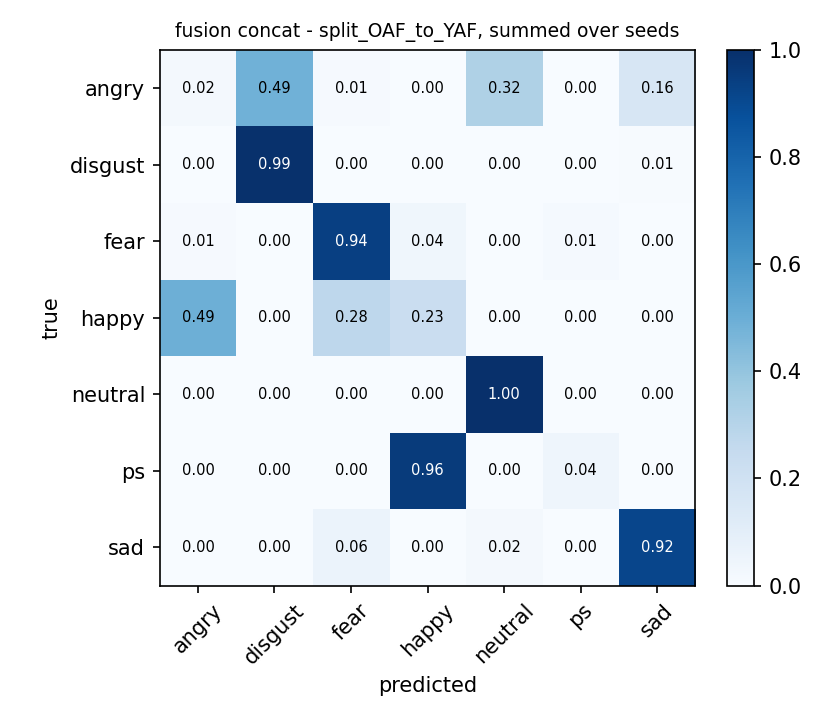 fusion concat - split_OAF_to_YAF, summed over seeds
true
angry 0.02 0.49 0.01 0.00 0.32 0.00 0.16
disgust 0.00 0.99 0.00 0.00 0.00 0.00 0.01
fear 0.01 0.00 0.94 0.04 0.00 0.01 0.00
happy 0.49 0.00 0.28 0.23 0.00 0.00 0.00
neutral 0.00 0.00 0.00 0.00 1.00 0.00 0.00
ps 0.00 0.00 0.00 0.96 0.00 0.04 0.00
sad 0.00 0.00 0.06 0.00 0.02 0.00 0.92
angry disgust fear happy neutral ps sad
predicted
1.0
0.8
0.6
0.4
0.2
0.0